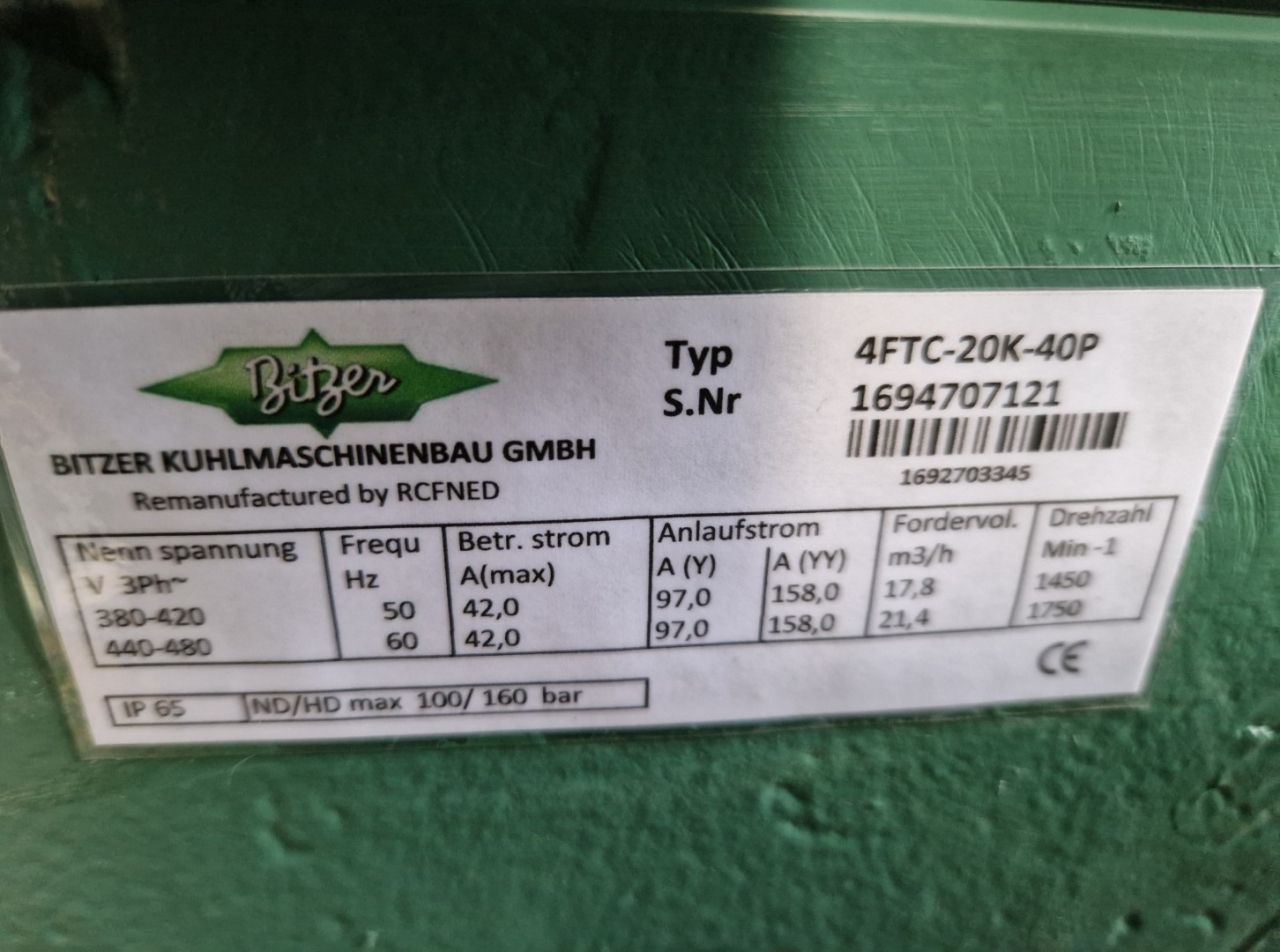 Bitzer
BITZER KUHLMASCHINENBAU GMBH
Remanufactured by RCFNED
Typ 4FTC-20K-40P
S.Nr 1694707121
1692703345
Nenn spannung Frequ Betr. strom Anlaufstrom Fordervol. Drehzahl
V 3Ph~ Hz A(max) A (Y) A (YY) m3/h Min -1
380-420 50 42,0 97,0 158,0 17,8 1450
440-480 60 42,0 97,0 158,0 21,4 1750
CE
IP 65 ND/HD max 100/ 160 bar